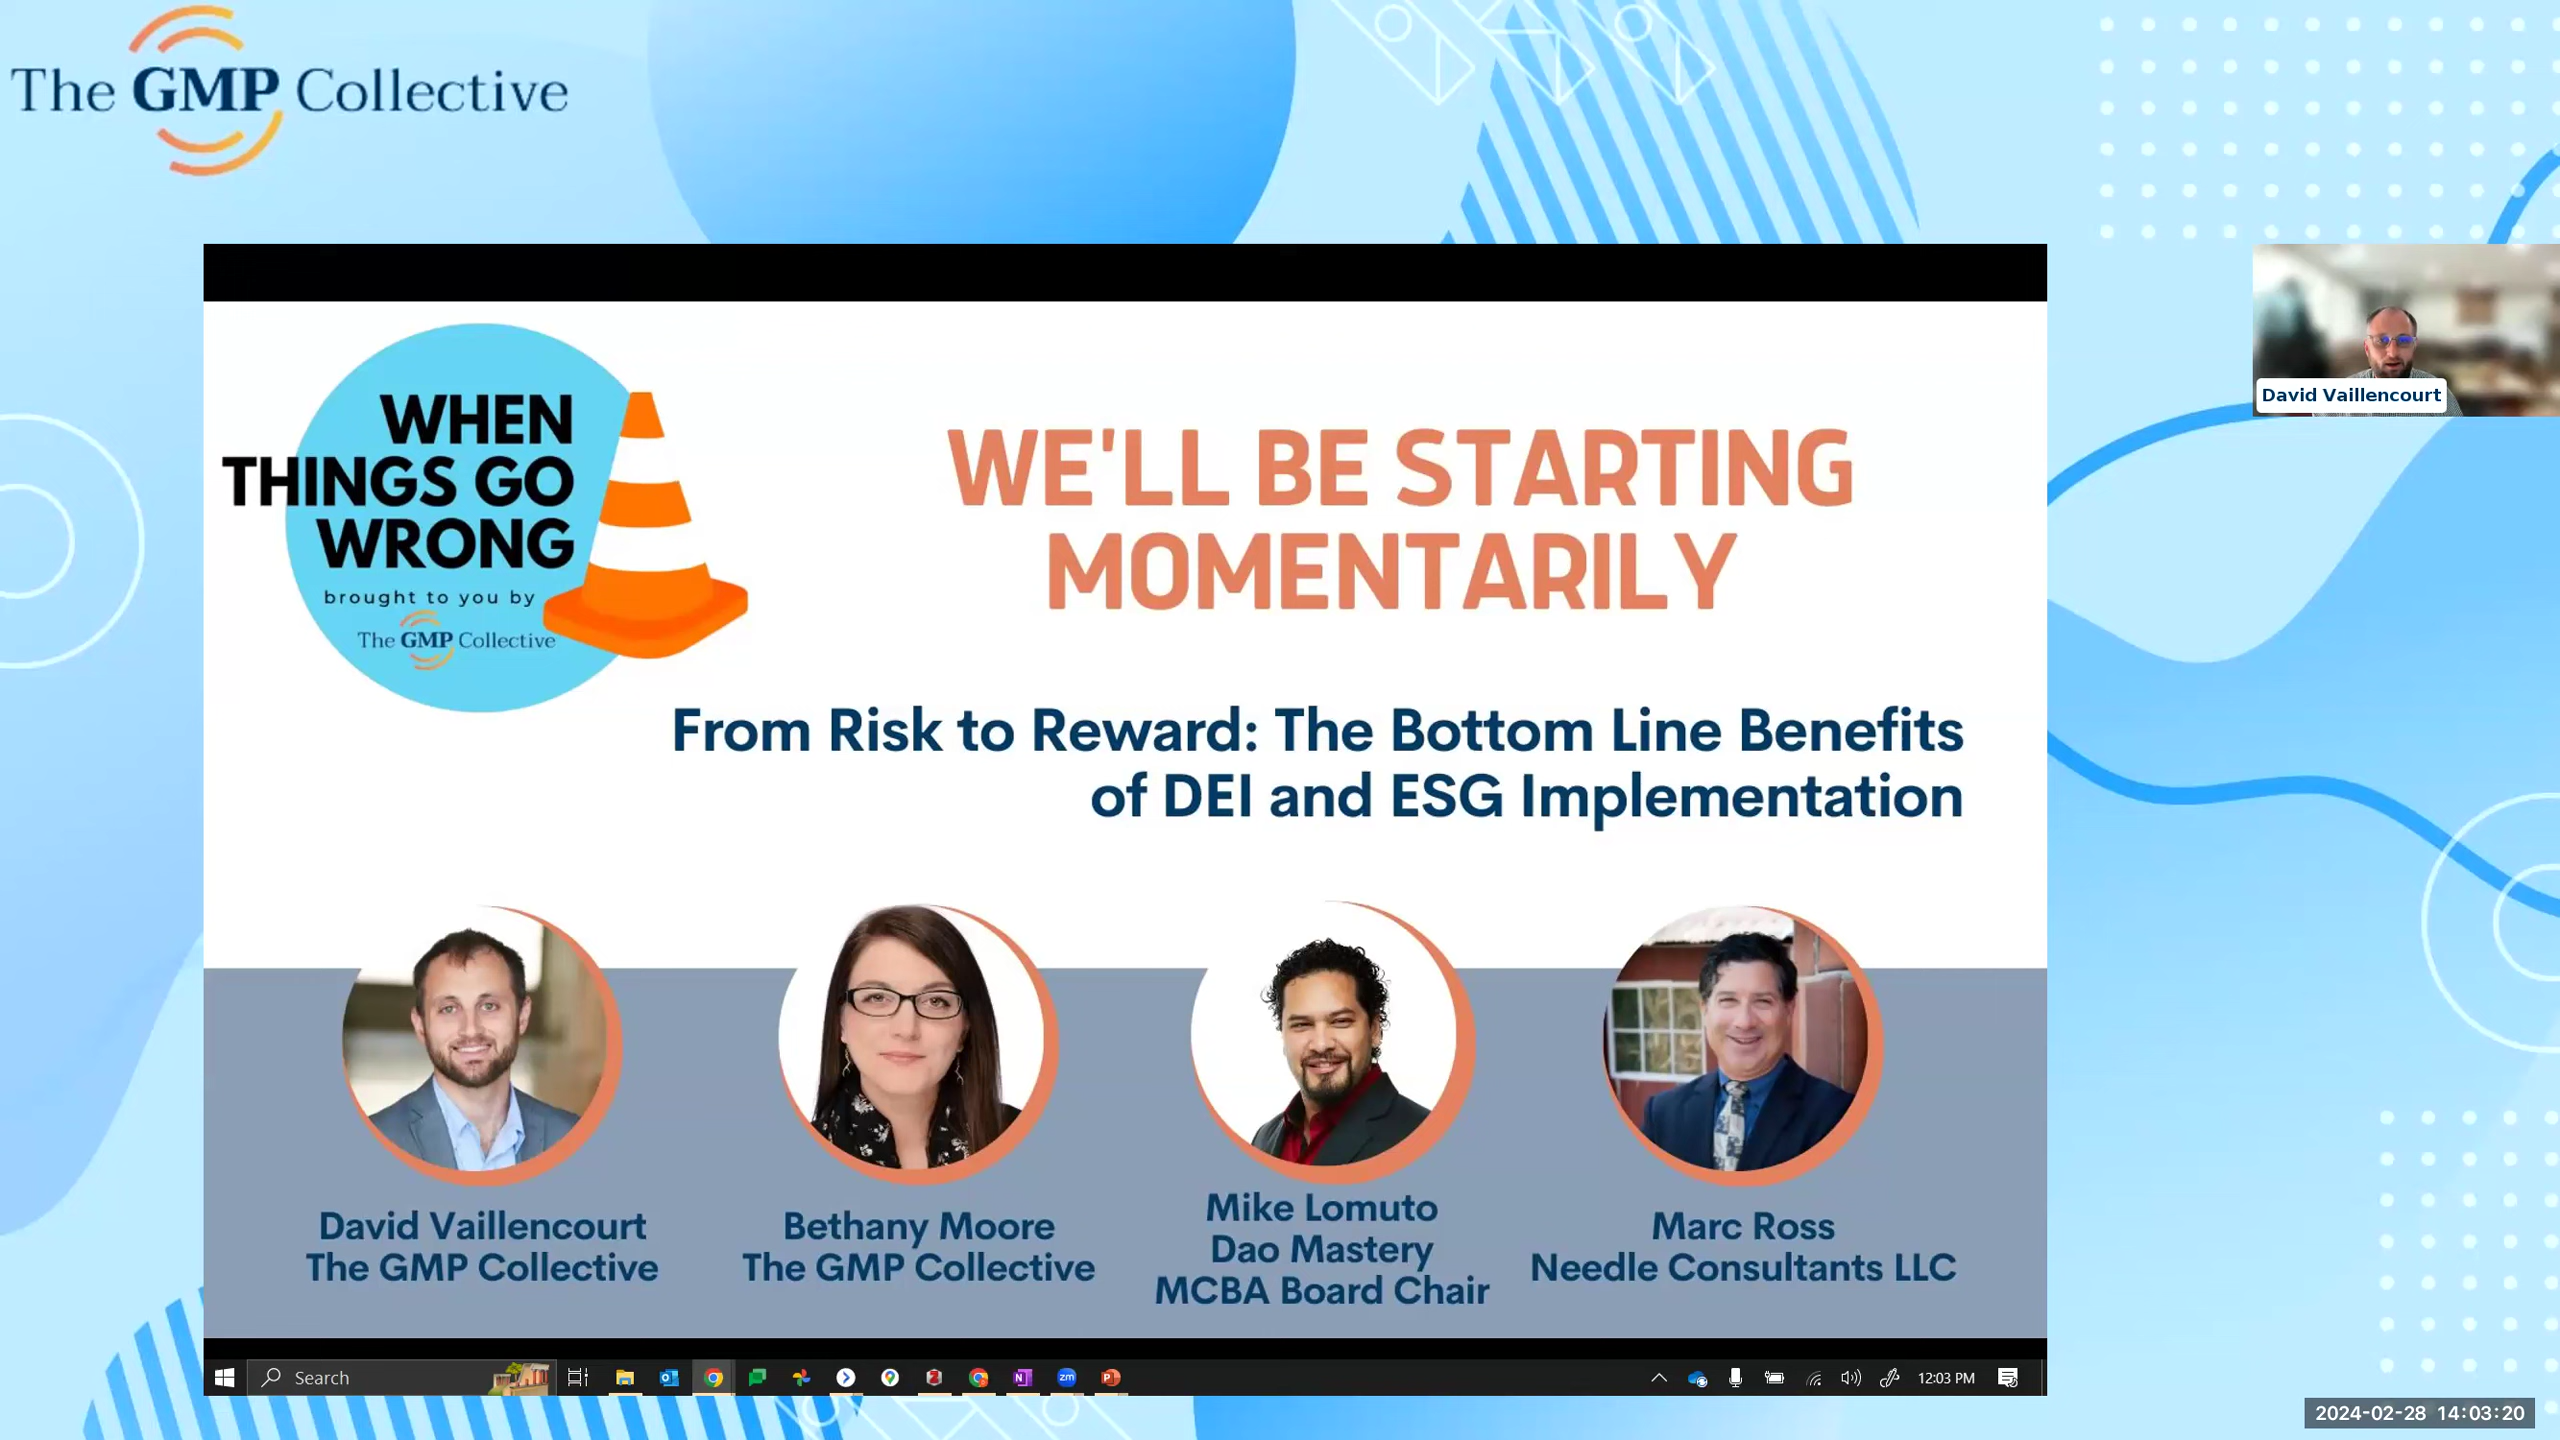 The GMP Collective
WHEN
THINGS GO
WRONG
brought to you by
The GMP Collective
WE'LL BE STARTING
MOMENTARILY
From Risk to Reward: The Bottom Line Benefits
of DEI and ESG Implementation
David Vaillencourt
David Vaillencourt
The GMP Collective
Bethany Moore
The GMP Collective
Mike Lomuto
Dao Mastery
MCBA Board Chair
Marc Ross
Needle Consultants LLC
Search
zm
12:03 PM
2024-02-28 14:03:20